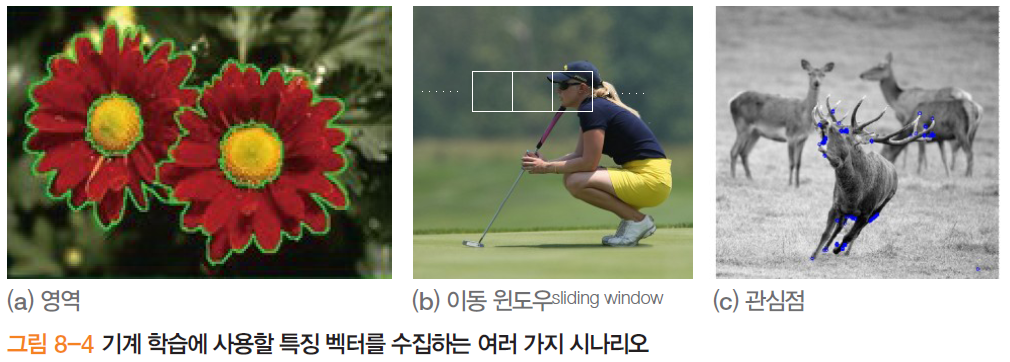 (a) 영역
(b) 이동 윈도우sliding window
(c) 관심점
그림 8-4 기계 학습에 사용할 특징 벡터를 수집하는 여러 가지 시나리오